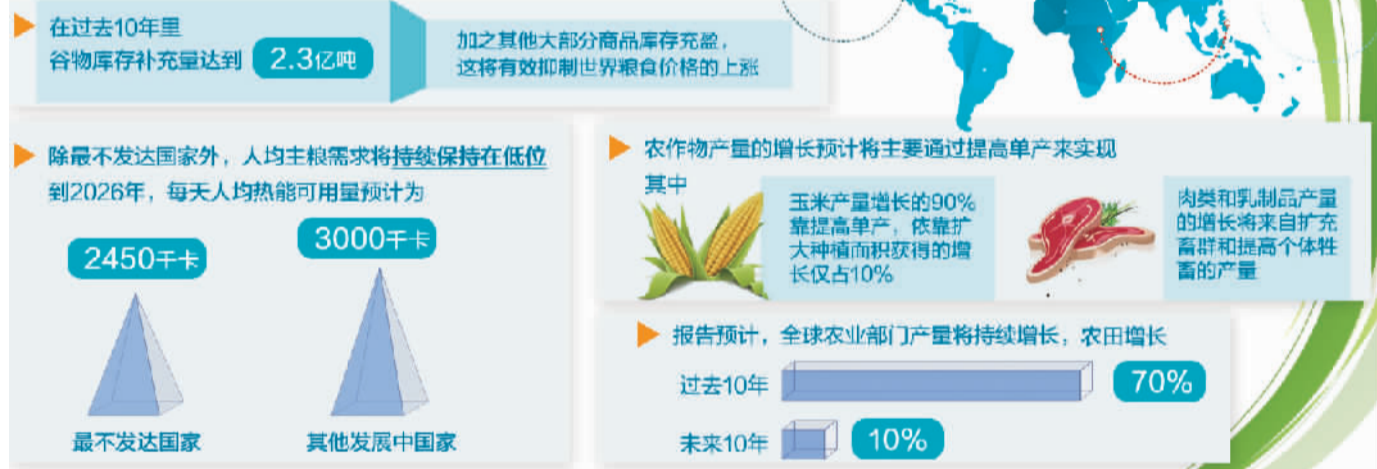 在过去10年里
谷物库存补充量达到 2.3亿吨
加之其他大部分商品库存充盈,
这将有效抑制世界粮食价格的上涨
除最不发达国家外,人均主粮需求将持续保持在低位
到2026年,每天人均热能可用量预计为
2450千卡
3000千卡
最不发达国家
其他发展中国家
农作物产量的增长预计将主要通过提高单产来实现
其中
玉米产量增长的90%
靠提高单产,依靠扩
大种植面积获得的增
长仅占10%
肉类和乳制品产量
的增长将来自扩充
畜群和提高个体牲
畜的产量
报告预计,全球农业部门产量将持续增长,农田增长
过去10年 70%
未来10年 10%